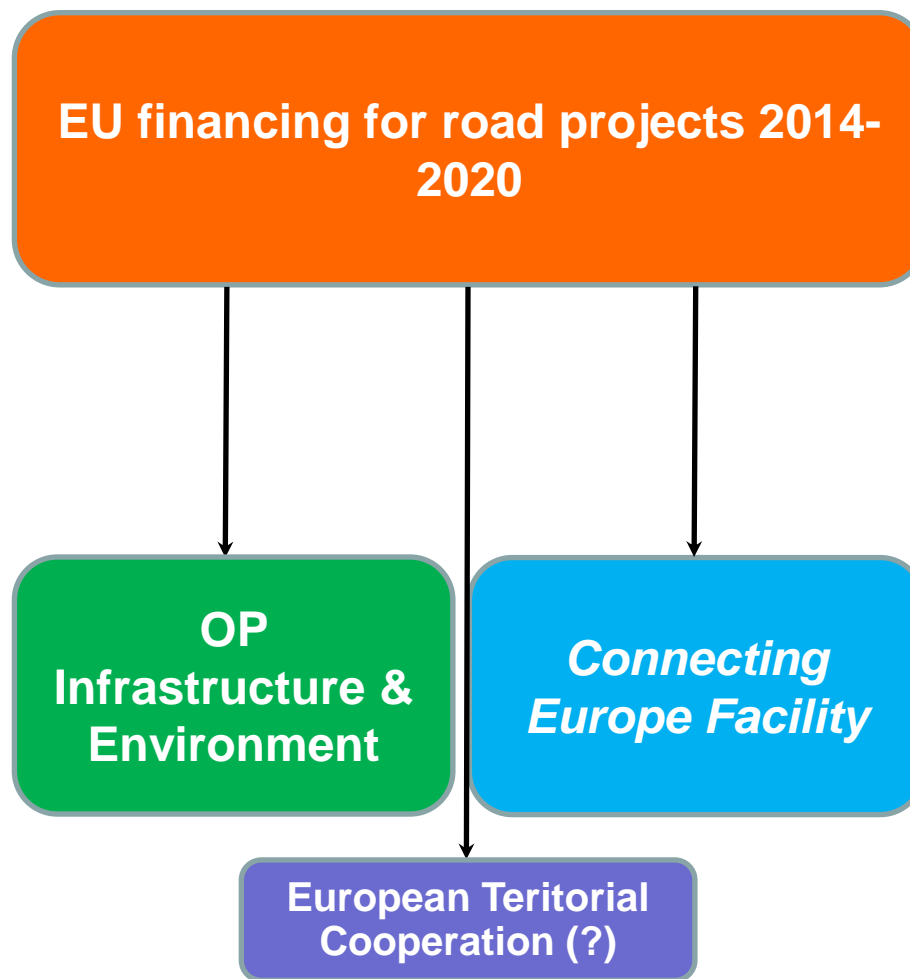 EU financing for road projects 2014-
2020
OP
Infrastructure &
Environment
Connecting
Europe Facility
European Teritorial
Cooperation (?)